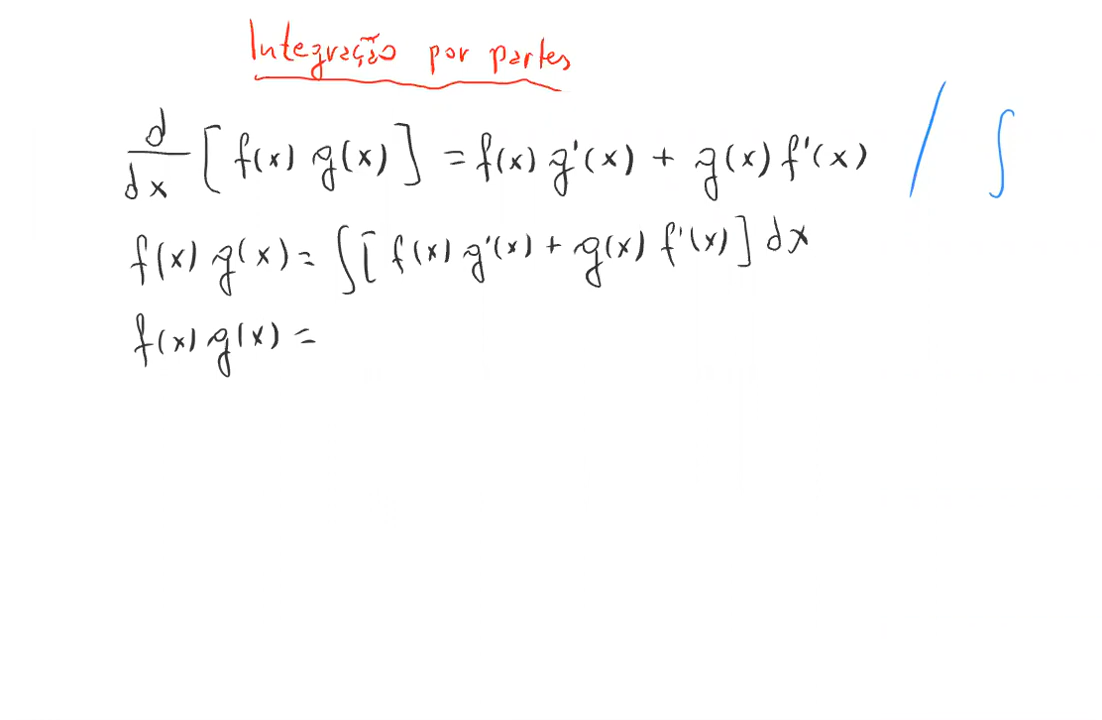 Integração por partes
d/dx [f(x) g(x)] = f(x) g'(x) + g(x) f'(x) / ∫
f(x) g(x) = ∫[f(x) g'(x) + g(x) f'(x)] dx
f(x) g(x) =